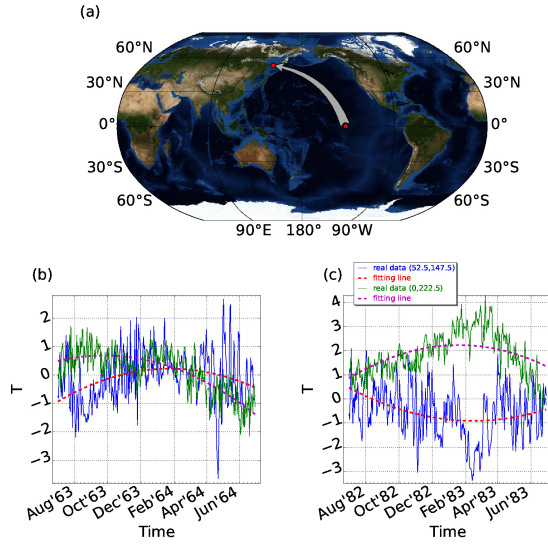 (a)
60°N 60°N
30°N 30°N
0° 0°
30°S 30°S
60°S 60°S
90°E 180° 90°W
(b)
2
1
0
−1
−2
−3
T
Aug'63 Oct'63 Dec'63 Feb'64 Apr'64 Jun'64
Time
(c)
real data (52.5,147.5)
fitting line
real data (0,222.5)
fitting line
4
3
2
1
0
−1
−2
−3
T
Aug'82 Oct'82 Dec'82 Feb'83 Apr'83 Jun'83
Time